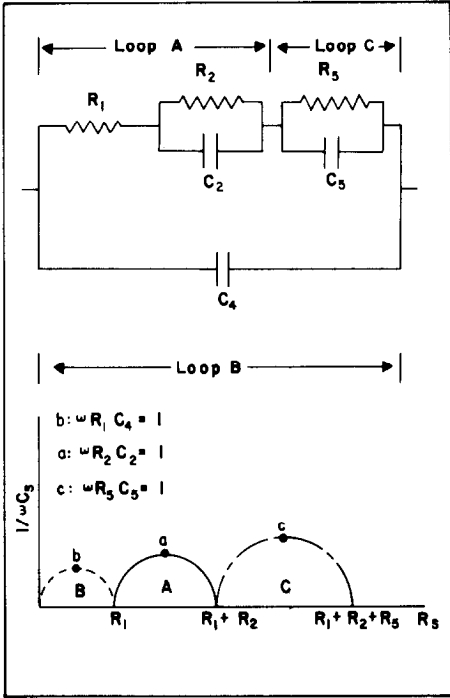 Loop A Loop C
R2 R5
R1
C2 C5
C4
Loop B
b: ωR1 C4 = 1
a: ωR2 C2 = 1
c: ωR5 C5 = 1
1/ωCs
b a c
B A C
R1 R1 + R2 R1 + R2 + R5 Rs